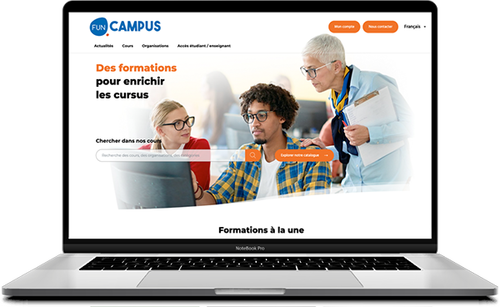 FUN CAMPUS
Mon compte
Nous contacter
Français
Actualités Cours Organisations Accès étudiant / enseignant
Des formations
pour enrichir
les cursus
Chercher dans nos cours
Recherche des cours, des organisations, des catégories
Explorer notre catalogue →
Formations à la une
NoteBook Pro